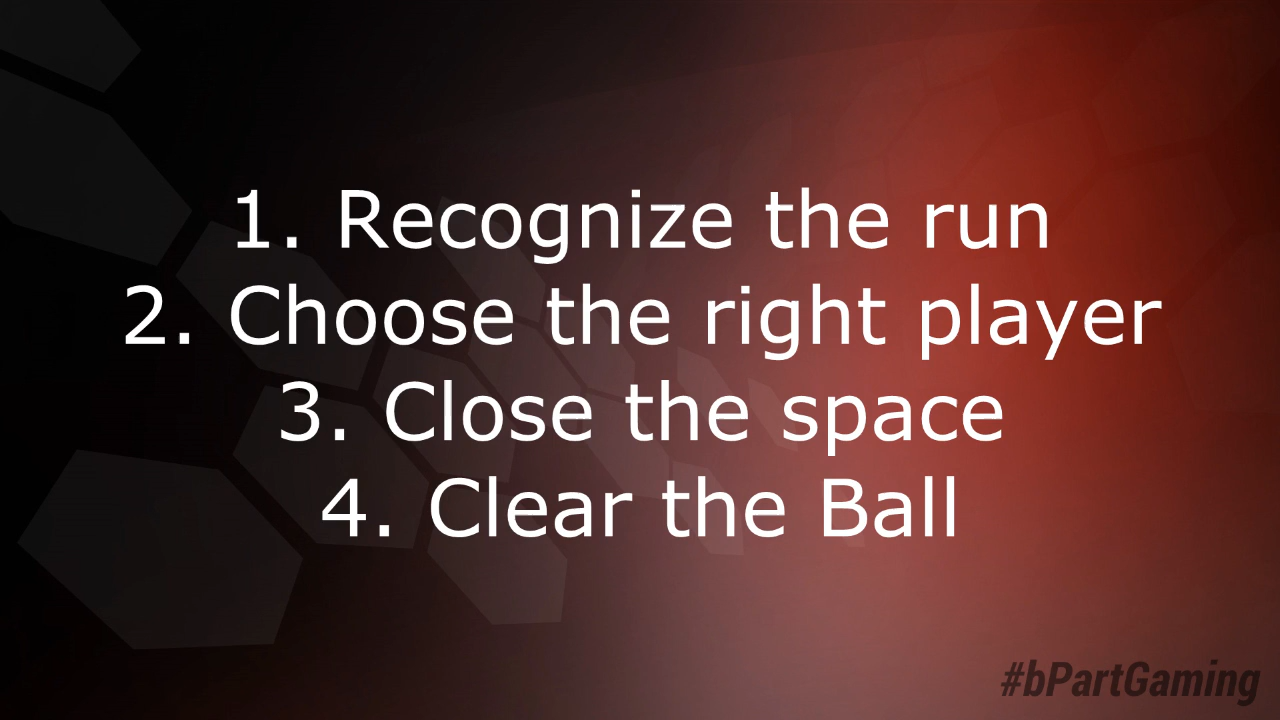 1. Recognize the run
2. Choose the right player
3. Close the space
4. Clear the Ball
#bPartGaming